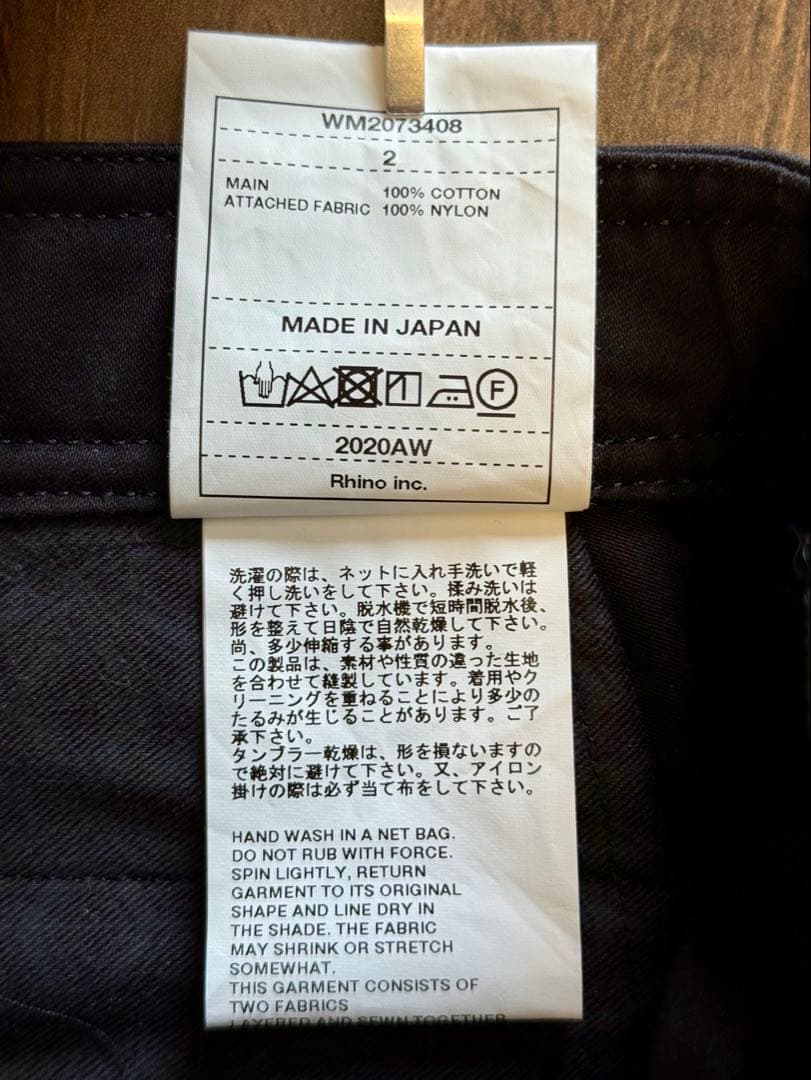 WM2073408
2
MAIN 100% COTTON
ATTACHED FABRIC 100% NYLON
MADE IN JAPAN
F
2020AW
Rhino inc.
洗濯の際は、ネットに入れ手洗いで軽
く押し洗いをして下さい。揉み洗いは
避けて下さい。脱水機で短時間脱水後、
形を整えて日陰で自然乾燥して下さい。
尚、多少伸縮する事があります。
この製品は、素材や性質の違った生地
を合わせて縫製しています。着用やク
リーニングを重ねることにより多少の
たるみが生じることがあります。ご了
承下さい。
タンブラー乾燥は、形を損ないますの
で絶対に避けて下さい。又、アイロン
掛けの際は必ず当て布をして下さい。
HAND WASH IN A NET BAG.
DO NOT RUB WITH FORCE.
SPIN LIGHTLY, RETURN
GARMENT TO ITS ORIGINAL
SHAPE AND LINE DRY IN
THE SHADE. THE FABRIC
MAY SHRINK OR STRETCH
SOMEWHAT.
THIS GARMENT CONSISTS OF
TWO FABRICS
LAYERED AND SEWN TOGETHER